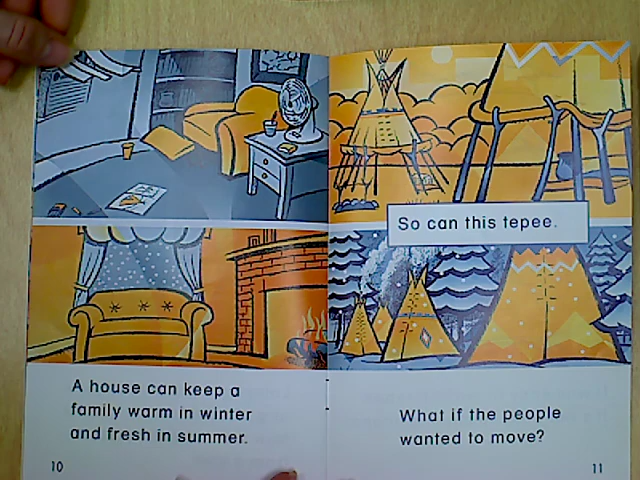 A house can keep a
family warm in winter
and fresh in summer.
10
So can this tepee.
What if the people
wanted to move?
11